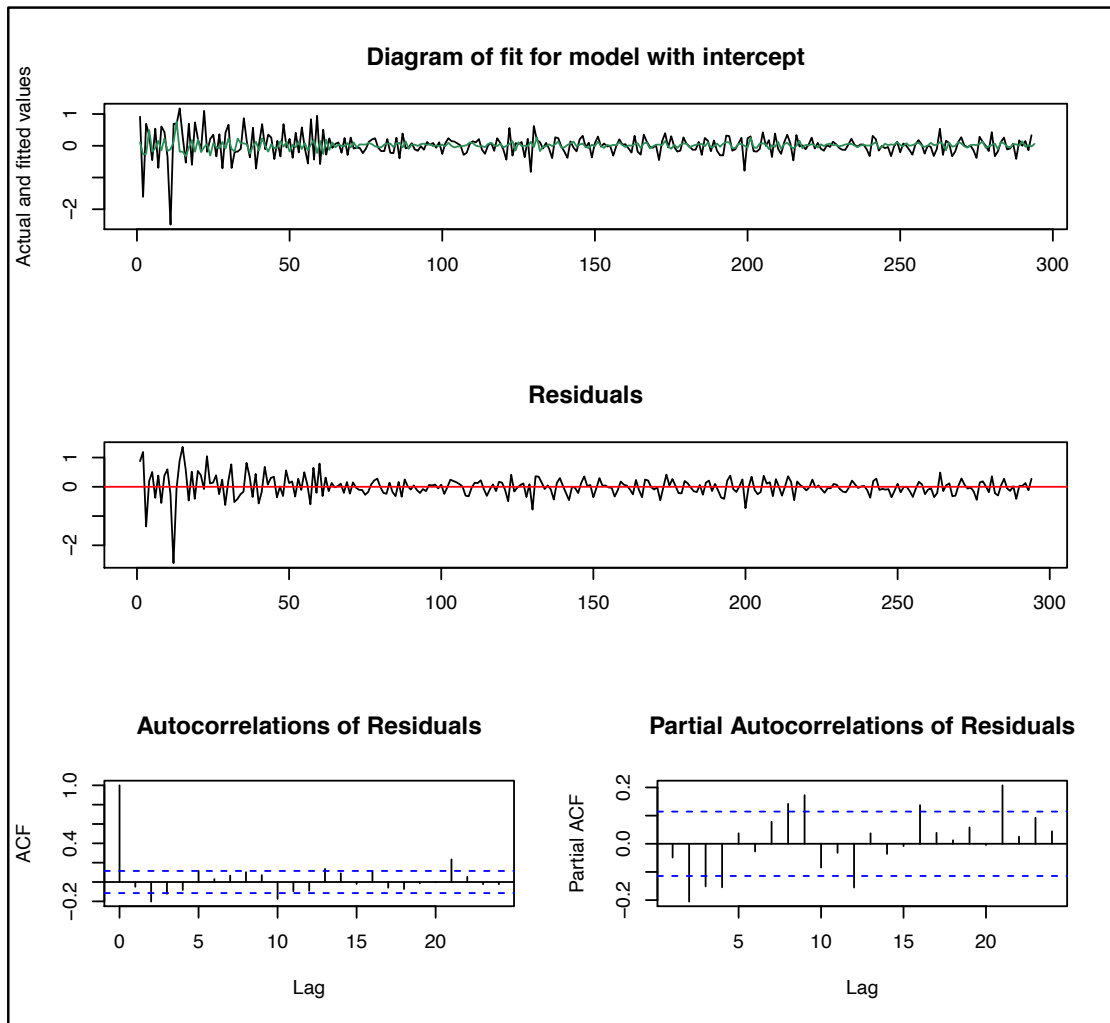 Diagram of fit for model with intercept
Actual and fitted values
1
0
−2
0 50 100 150 200 250 300
Residuals
1
0
−2
0 50 100 150 200 250 300
Autocorrelations of Residuals
ACF
1.0
0.4
−0.2
0 5 10 15 20
Lag
Partial Autocorrelations of Residuals
Partial ACF
0.2
0.0
−0.2
5 10 15 20
Lag